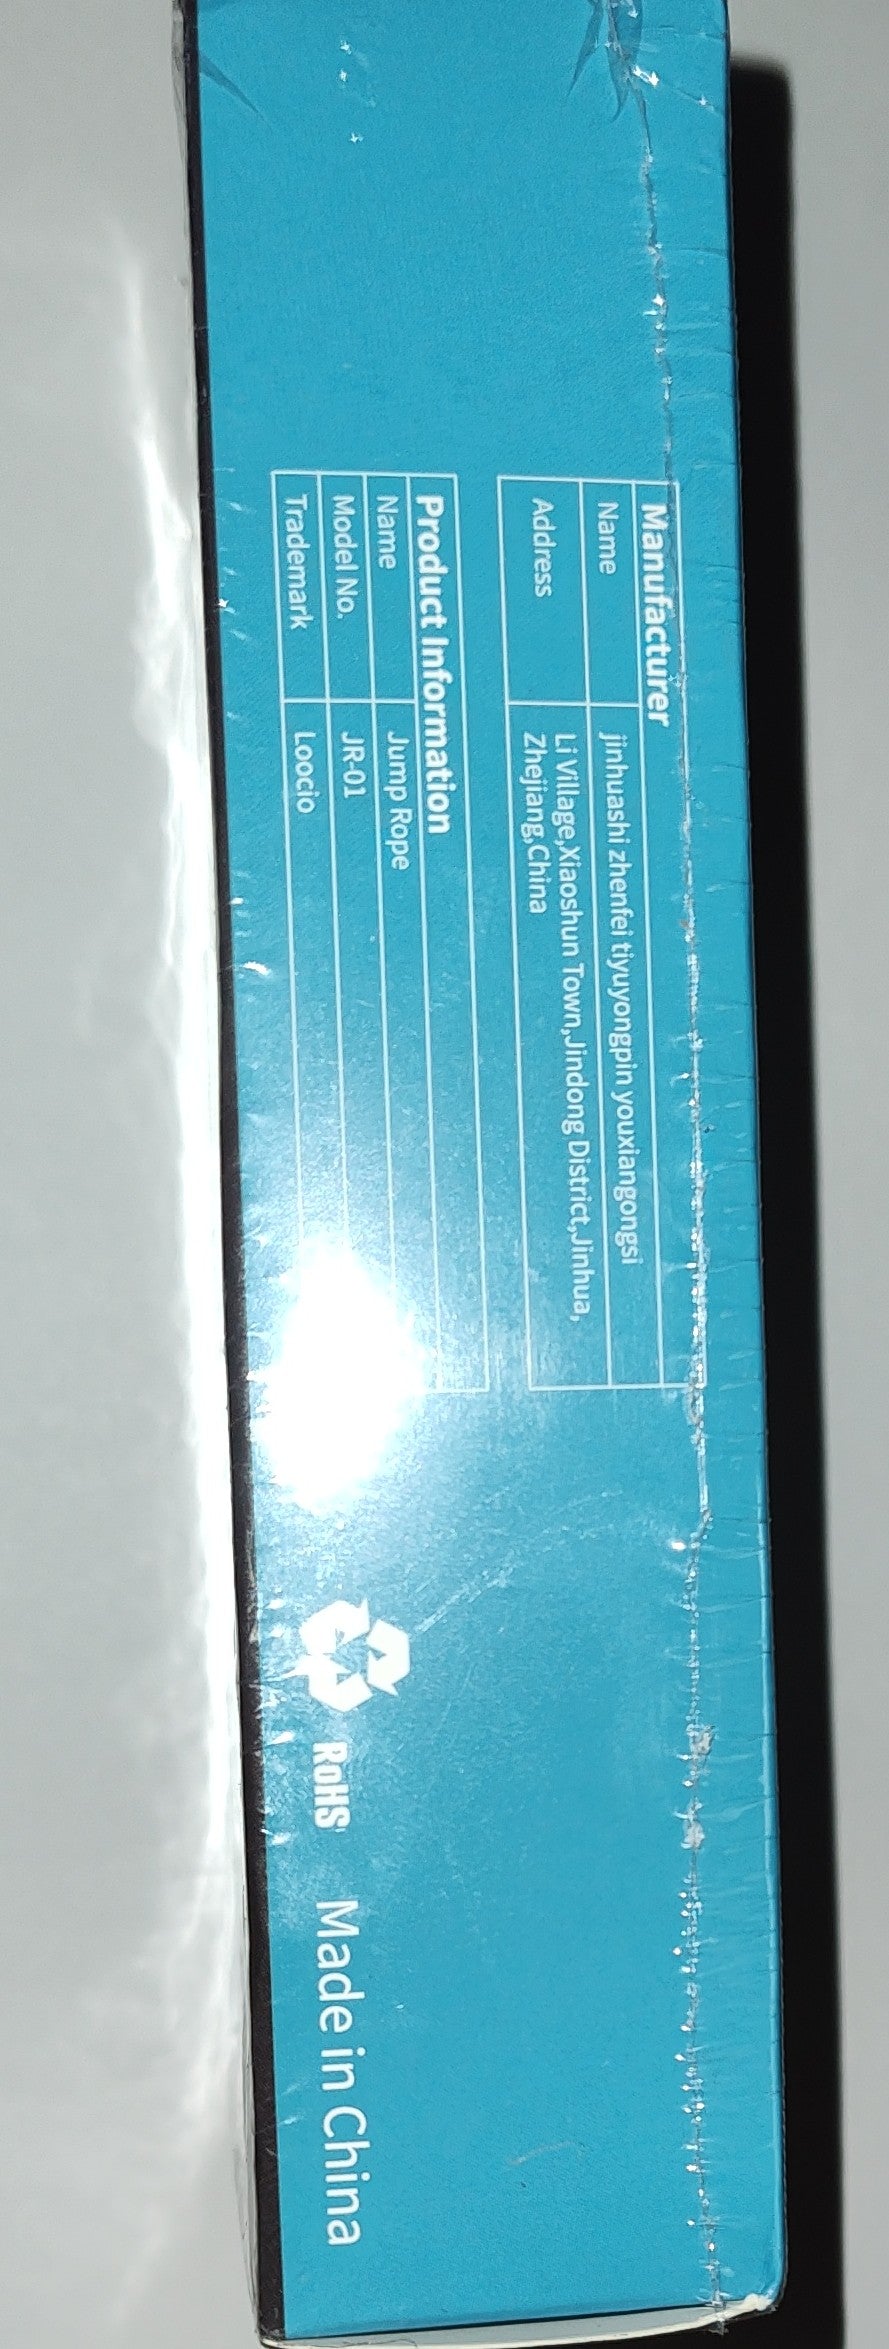 Manufacturer
Name jinhuashi zhenfei tiyuyongpin youxiangongsi
Address Li Village,Xiaoshun Town,Jindong District,Jinhua,
Zhejiang,China
Product Information
Name Jump Rope
Model No. JR-01
Trademark Loocio
RoHS Made in China